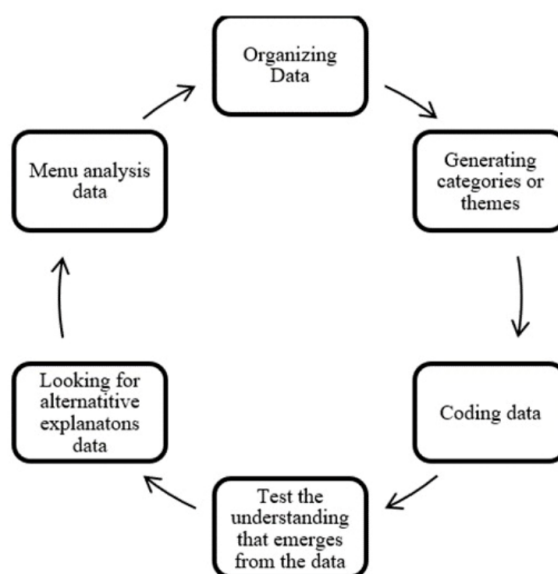 Organizing
Data
Generating
categories or
themes
Coding data
Test the
understanding
that emerges
from the data
Looking for
alternatitive
explanatons
data
Menu analysis
data